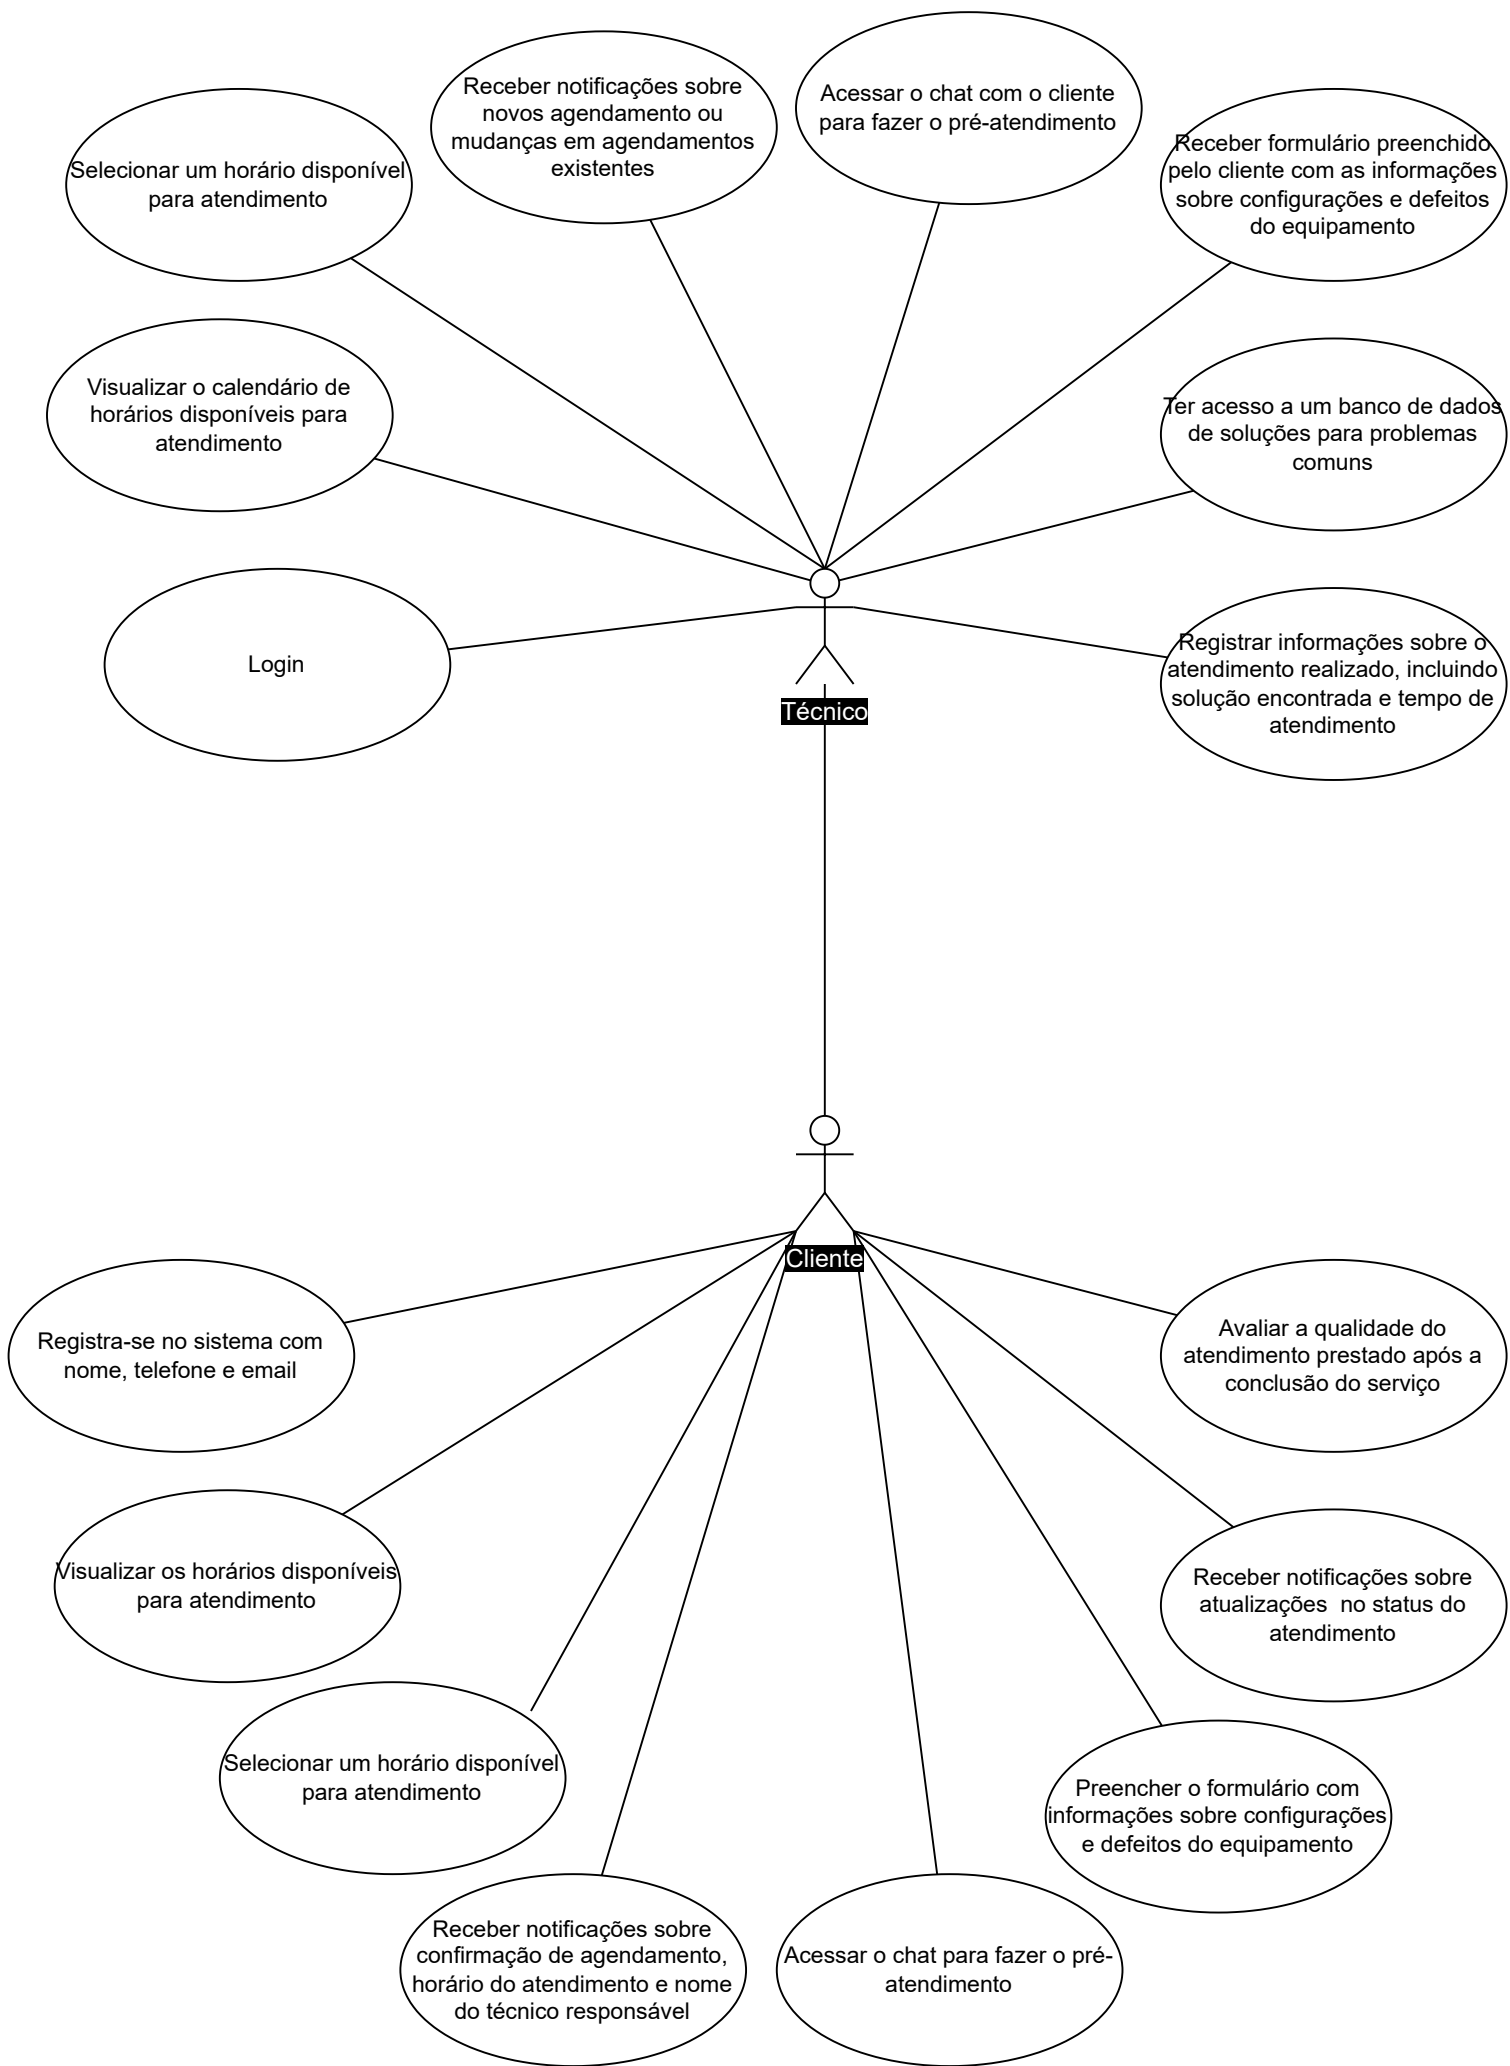 Receber notificações sobre
novos agendamento ou
mudanças em agendamentos
existentes
Acessar o chat com o cliente
para fazer o pré-atendimento
Selecionar um horário disponível
para atendimento
Receber formulário preenchido
pelo cliente com as informações
sobre configurações e defeitos
do equipamento
Visualizar o calendário de
horários disponíveis para
atendimento
Ter acesso a um banco de dados
de soluções para problemas
comuns
Login
Registrar informações sobre o
atendimento realizado, incluindo
solução encontrada e tempo de
atendimento
Técnico
Cliente
Registra-se no sistema com
nome, telefone e email
Avaliar a qualidade do
atendimento prestado após a
conclusão do serviço
Visualizar os horários disponíveis
para atendimento
Receber notificações sobre
atualizações  no status do
atendimento
Selecionar um horário disponível
para atendimento
Preencher o formulário com
informações sobre configurações
e defeitos do equipamento
Receber notificações sobre
confirmação de agendamento,
horário do atendimento e nome
do técnico responsável
Acessar o chat para fazer o pré-
atendimento